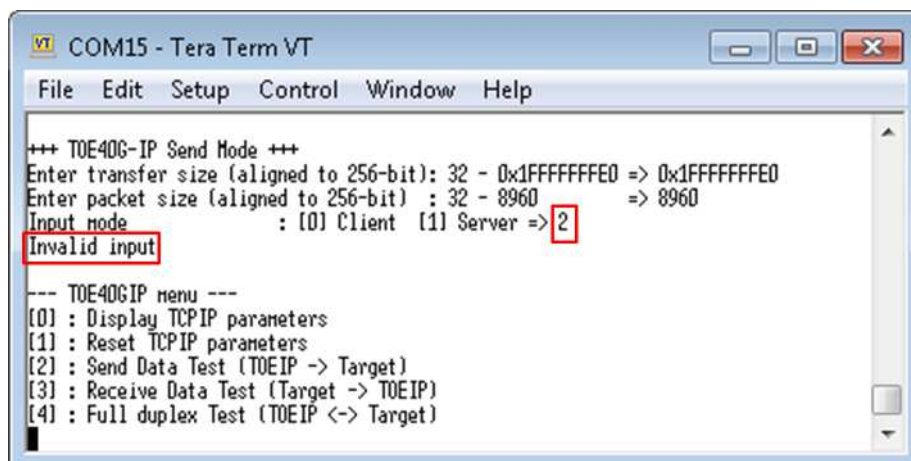 VT COM15 - Tera Term VT
File Edit Setup Control Window Help
+++ TOE40G-IP Send Mode +++
Enter transfer size (aligned to 256-bit): 32 - 0x1FFFFFFFE0 => 0x1FFFFFFFE0
Enter packet size (aligned to 256-bit) : 32 - 8960 => 8960
Input mode : [0] Client [1] Server => 2
Invalid input
--- TOE40GIP menu ---
[0] : Display TCPIP parameters
[1] : Reset TCPIP parameters
[2] : Send Data Test (TOEIP -> Target)
[3] : Receive Data Test (Target -> TOEIP)
[4] : Full duplex Test (TOEIP <-> Target)